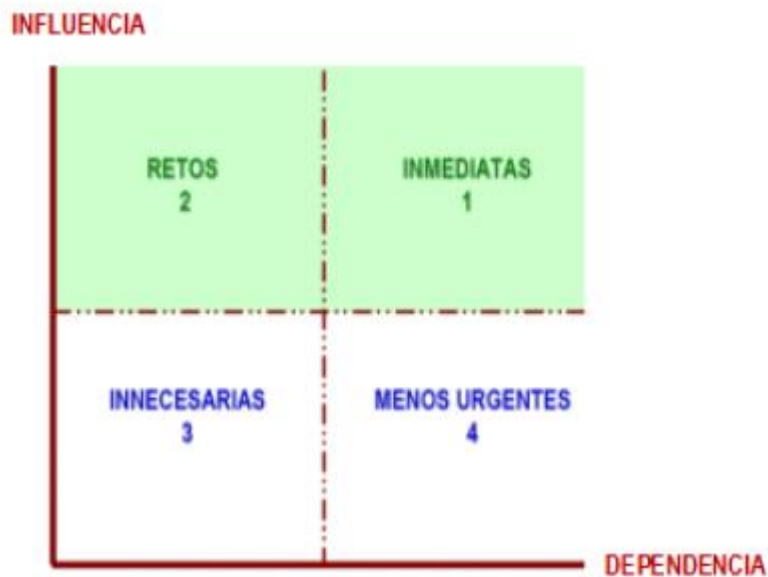 INFLUENCIA
RETOS
2
INMEDIATAS
1
INNECESARIAS
3
MENOS URGENTES
4
DEPENDENCIA